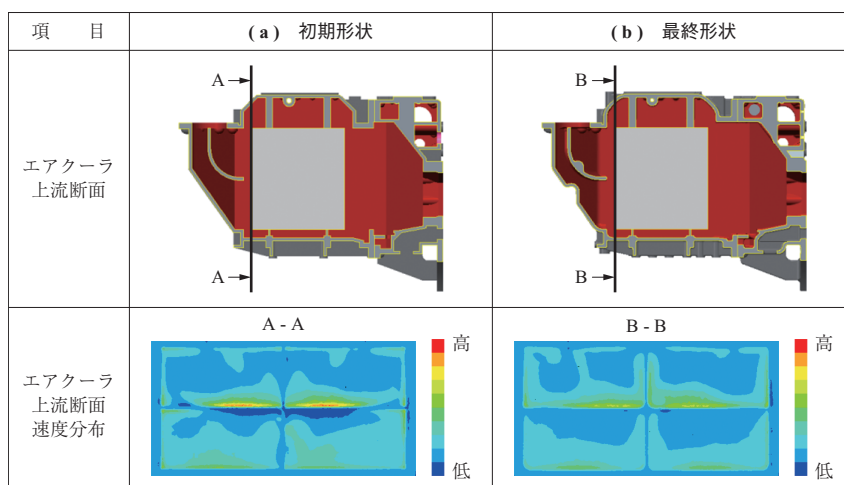 項 目
( a ) 初期形状
( b ) 最終形状
エアクーラ
上流断面
A
A
B
B
エアクーラ
上流断面
速度分布
A - A
高
低
B - B
高
低